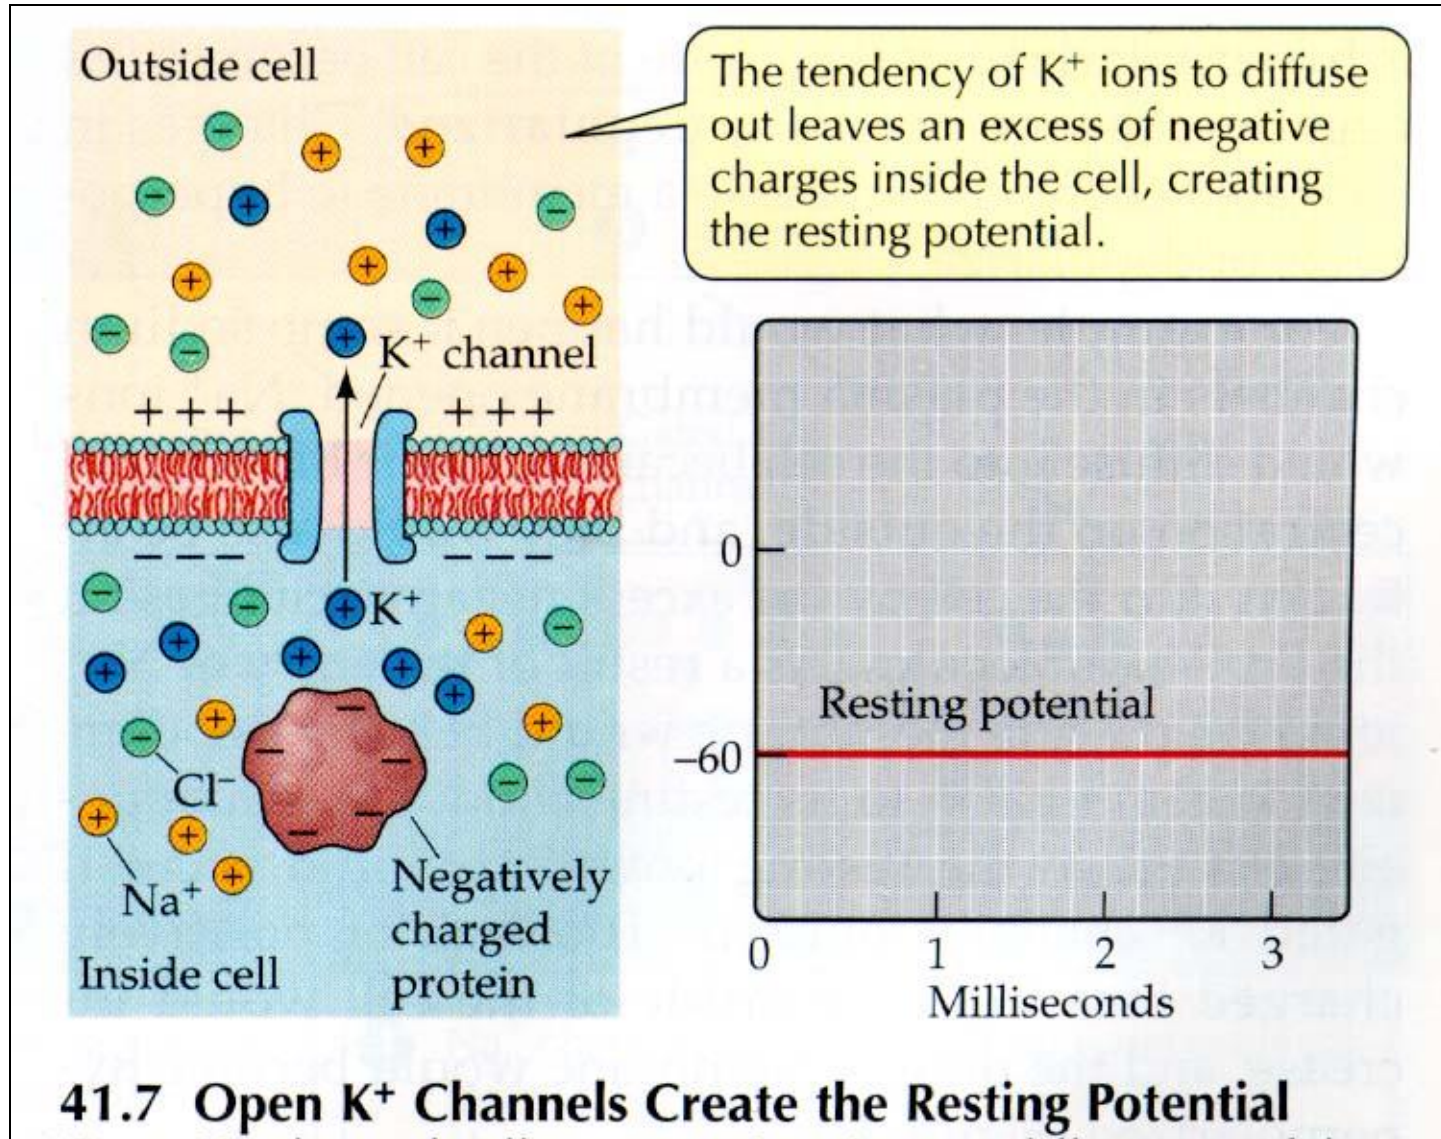 Outside cell
The tendency of K⁺ ions to diffuse
out leaves an excess of negative
charges inside the cell, creating
the resting potential.
K⁺ channel
+ + +
+ + +
– – –
– – –
K⁺
Cl⁻
Na⁺
Negatively
charged
protein
Inside cell
0
Resting potential
–60
0 1 2 3
Milliseconds
41.7 Open K⁺ Channels Create the Resting Potential